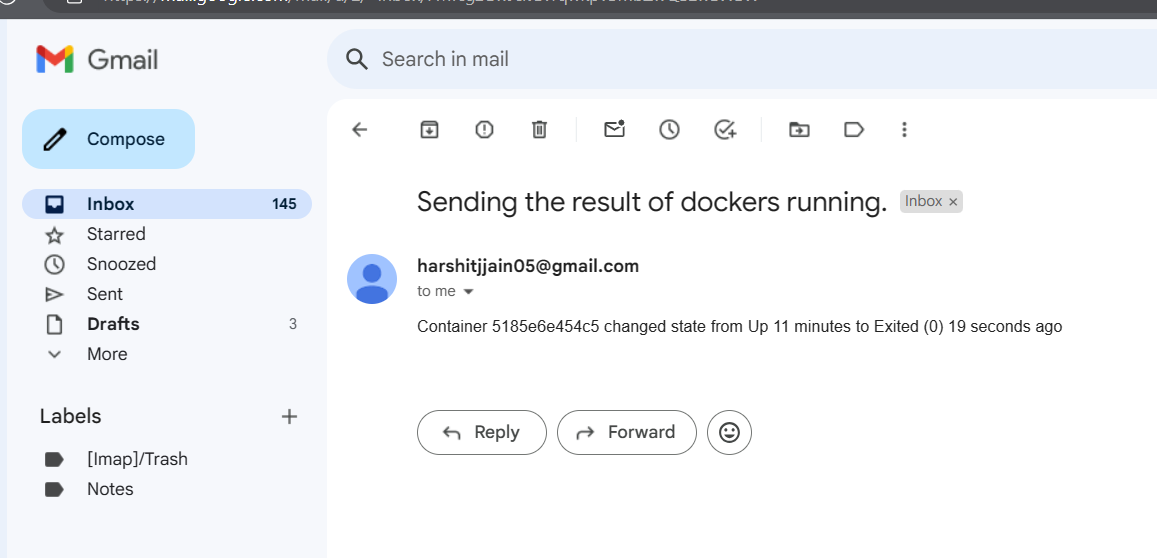 Gmail
Search in mail
Compose
Inbox 145
Starred
Snoozed
Sent
Drafts 3
More
Labels
[Imap]/Trash
Notes
Sending the result of dockers running. Inbox ×
harshitjjain05@gmail.com
to me
Container 5185e6e454c5 changed state from Up 11 minutes to Exited (0) 19 seconds ago
Reply Forward